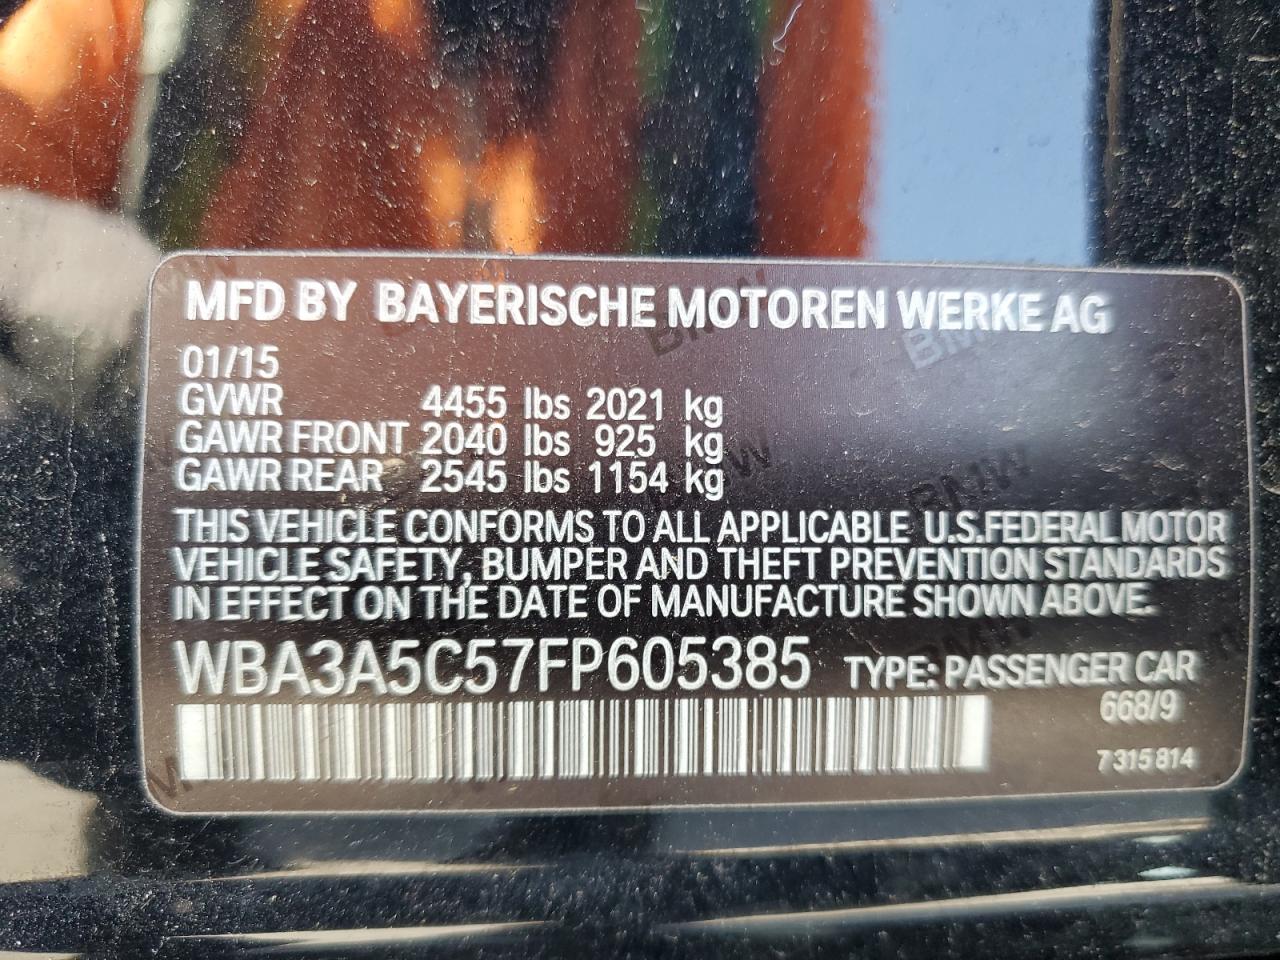 MFD BY BAYERISCHE MOTOREN WERKE AG
01/15
GVWR 4455 lbs 2021 kg
GAWR FRONT 2040 lbs 925 kg
GAWR REAR 2545 lbs 1154 kg
THIS VEHICLE CONFORMS TO ALL APPLICABLE U.S.FEDERAL MOTOR
VEHICLE SAFETY, BUMPER AND THEFT PREVENTION STANDARDS
IN EFFECT ON THE DATE OF MANUFACTURE SHOWN ABOVE.
WBA3A5C57FP605385 TYPE: PASSENGER CAR
668/9
7 315 814